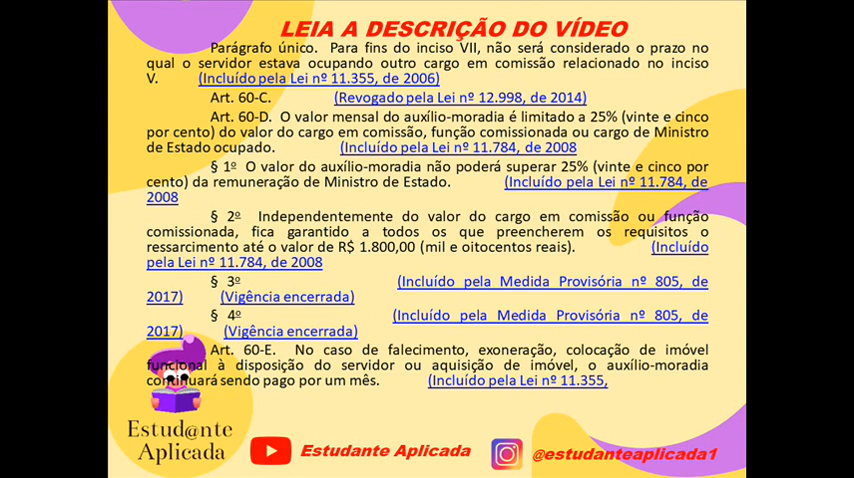 LEIA A DESCRIÇÃO DO VÍDEO
Parágrafo único. Para fins do inciso VII, não será considerado o prazo no
qual o servidor estava ocupando outro cargo em comissão relacionado no inciso
V. (Incluído pela Lei nº 11.355, de 2006)
Art. 60-C. (Revogado pela Lei nº 12.998, de 2014)
Art. 60-D. O valor mensal do auxílio-moradia é limitado a 25% (vinte e cinco
por cento) do valor do cargo em comissão, função comissionada ou cargo de Ministro
de Estado ocupado. (Incluído pela Lei nº 11.784, de 2008
§ 1º O valor do auxílio-moradia não poderá superar 25% (vinte e cinco por
cento) da remuneração de Ministro de Estado. (Incluído pela Lei nº 11.784, de
2008
§ 2º Independentemente do valor do cargo em comissão ou função
comissionada, fica garantido a todos os que preencherem os requisitos o
ressarcimento até o valor de R$ 1.800,00 (mil e oitocentos reais). (Incluído
pela Lei nº 11.784, de 2008
§ 3º (Incluído pela Medida Provisória nº 805, de
2017) (Vigência encerrada)
§ 4º (Incluído pela Medida Provisória nº 805, de
2017) (Vigência encerrada)
Art. 60-E. No caso de falecimento, exoneração, colocação de imóvel
funcional à disposição do servidor ou aquisição de imóvel, o auxílio-moradia
continuará sendo pago por um mês. (Incluído pela Lei nº 11.355,
Estud@nte
Aplicada
Estudante Aplicada
@estudanteaplicada1